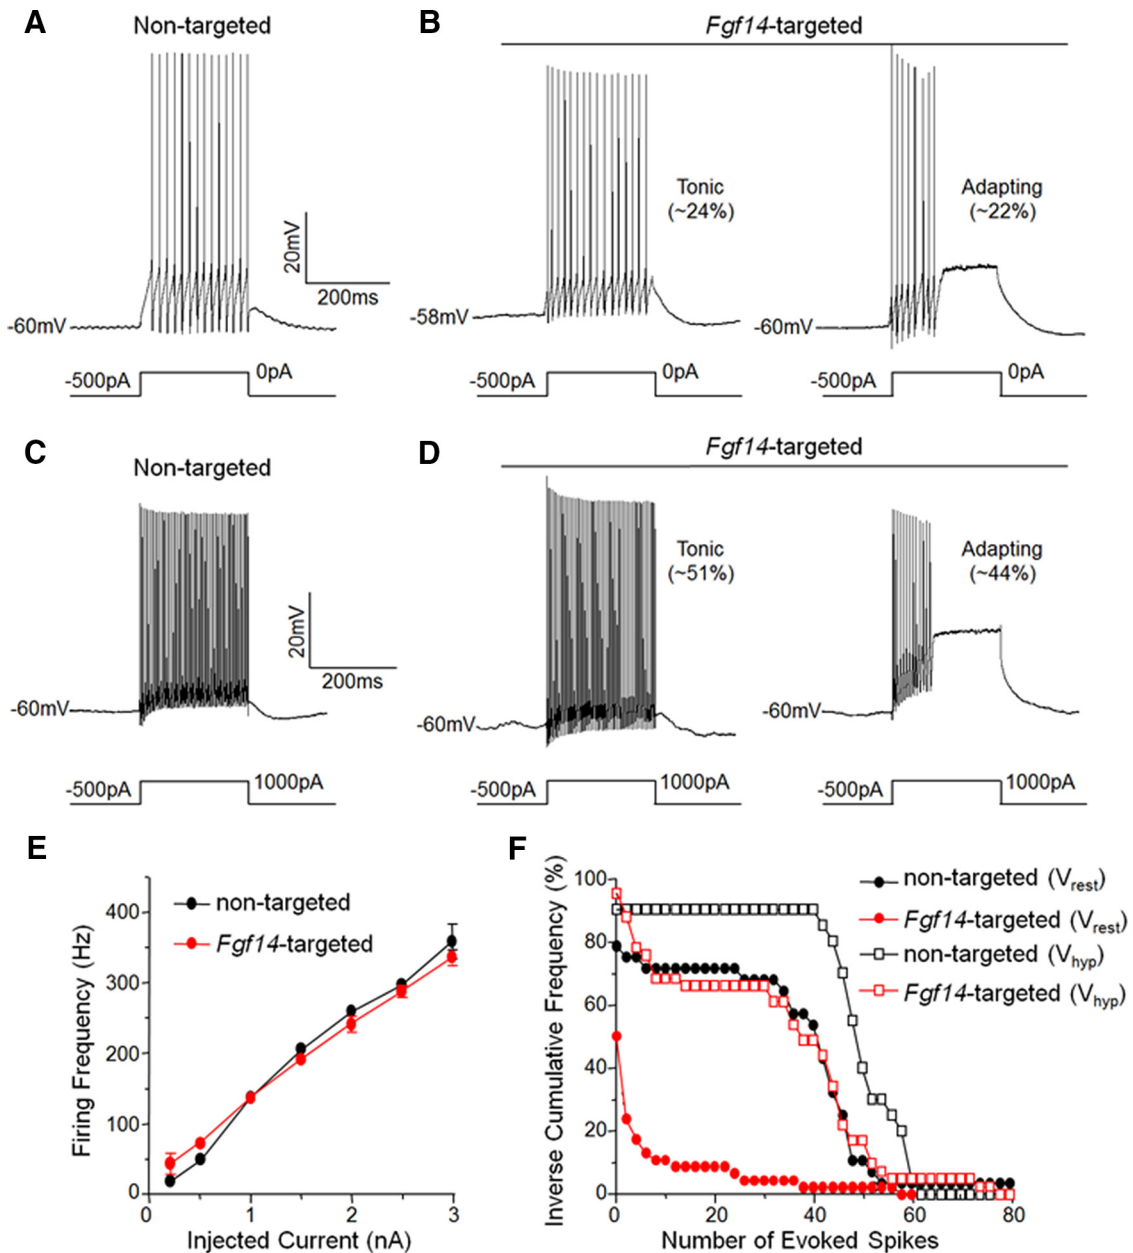 A
Non-targeted
-60mV
20mV
200ms
-500pA
0pA
B
Fgf14-targeted
Tonic
(~24%)
-58mV
-500pA
0pA
Adapting
(~22%)
-60mV
-500pA
0pA
C
Non-targeted
-60mV
20mV
200ms
-500pA
1000pA
D
Fgf14-targeted
Tonic
(~51%)
-60mV
-500pA
1000pA
Adapting
(~44%)
-60mV
-500pA
1000pA
E
Firing Frequency (Hz)
400
300
200
100
0
non-targeted
Fgf14-targeted
0 1 2 3
Injected Current (nA)
F
Inverse Cumulative Frequency (%)
100
80
60
40
20
0
non-targeted (Vrest)
Fgf14-targeted (Vrest)
non-targeted (Vhyp)
Fgf14-targeted (Vhyp)
0 20 40 60 80
Number of Evoked Spikes